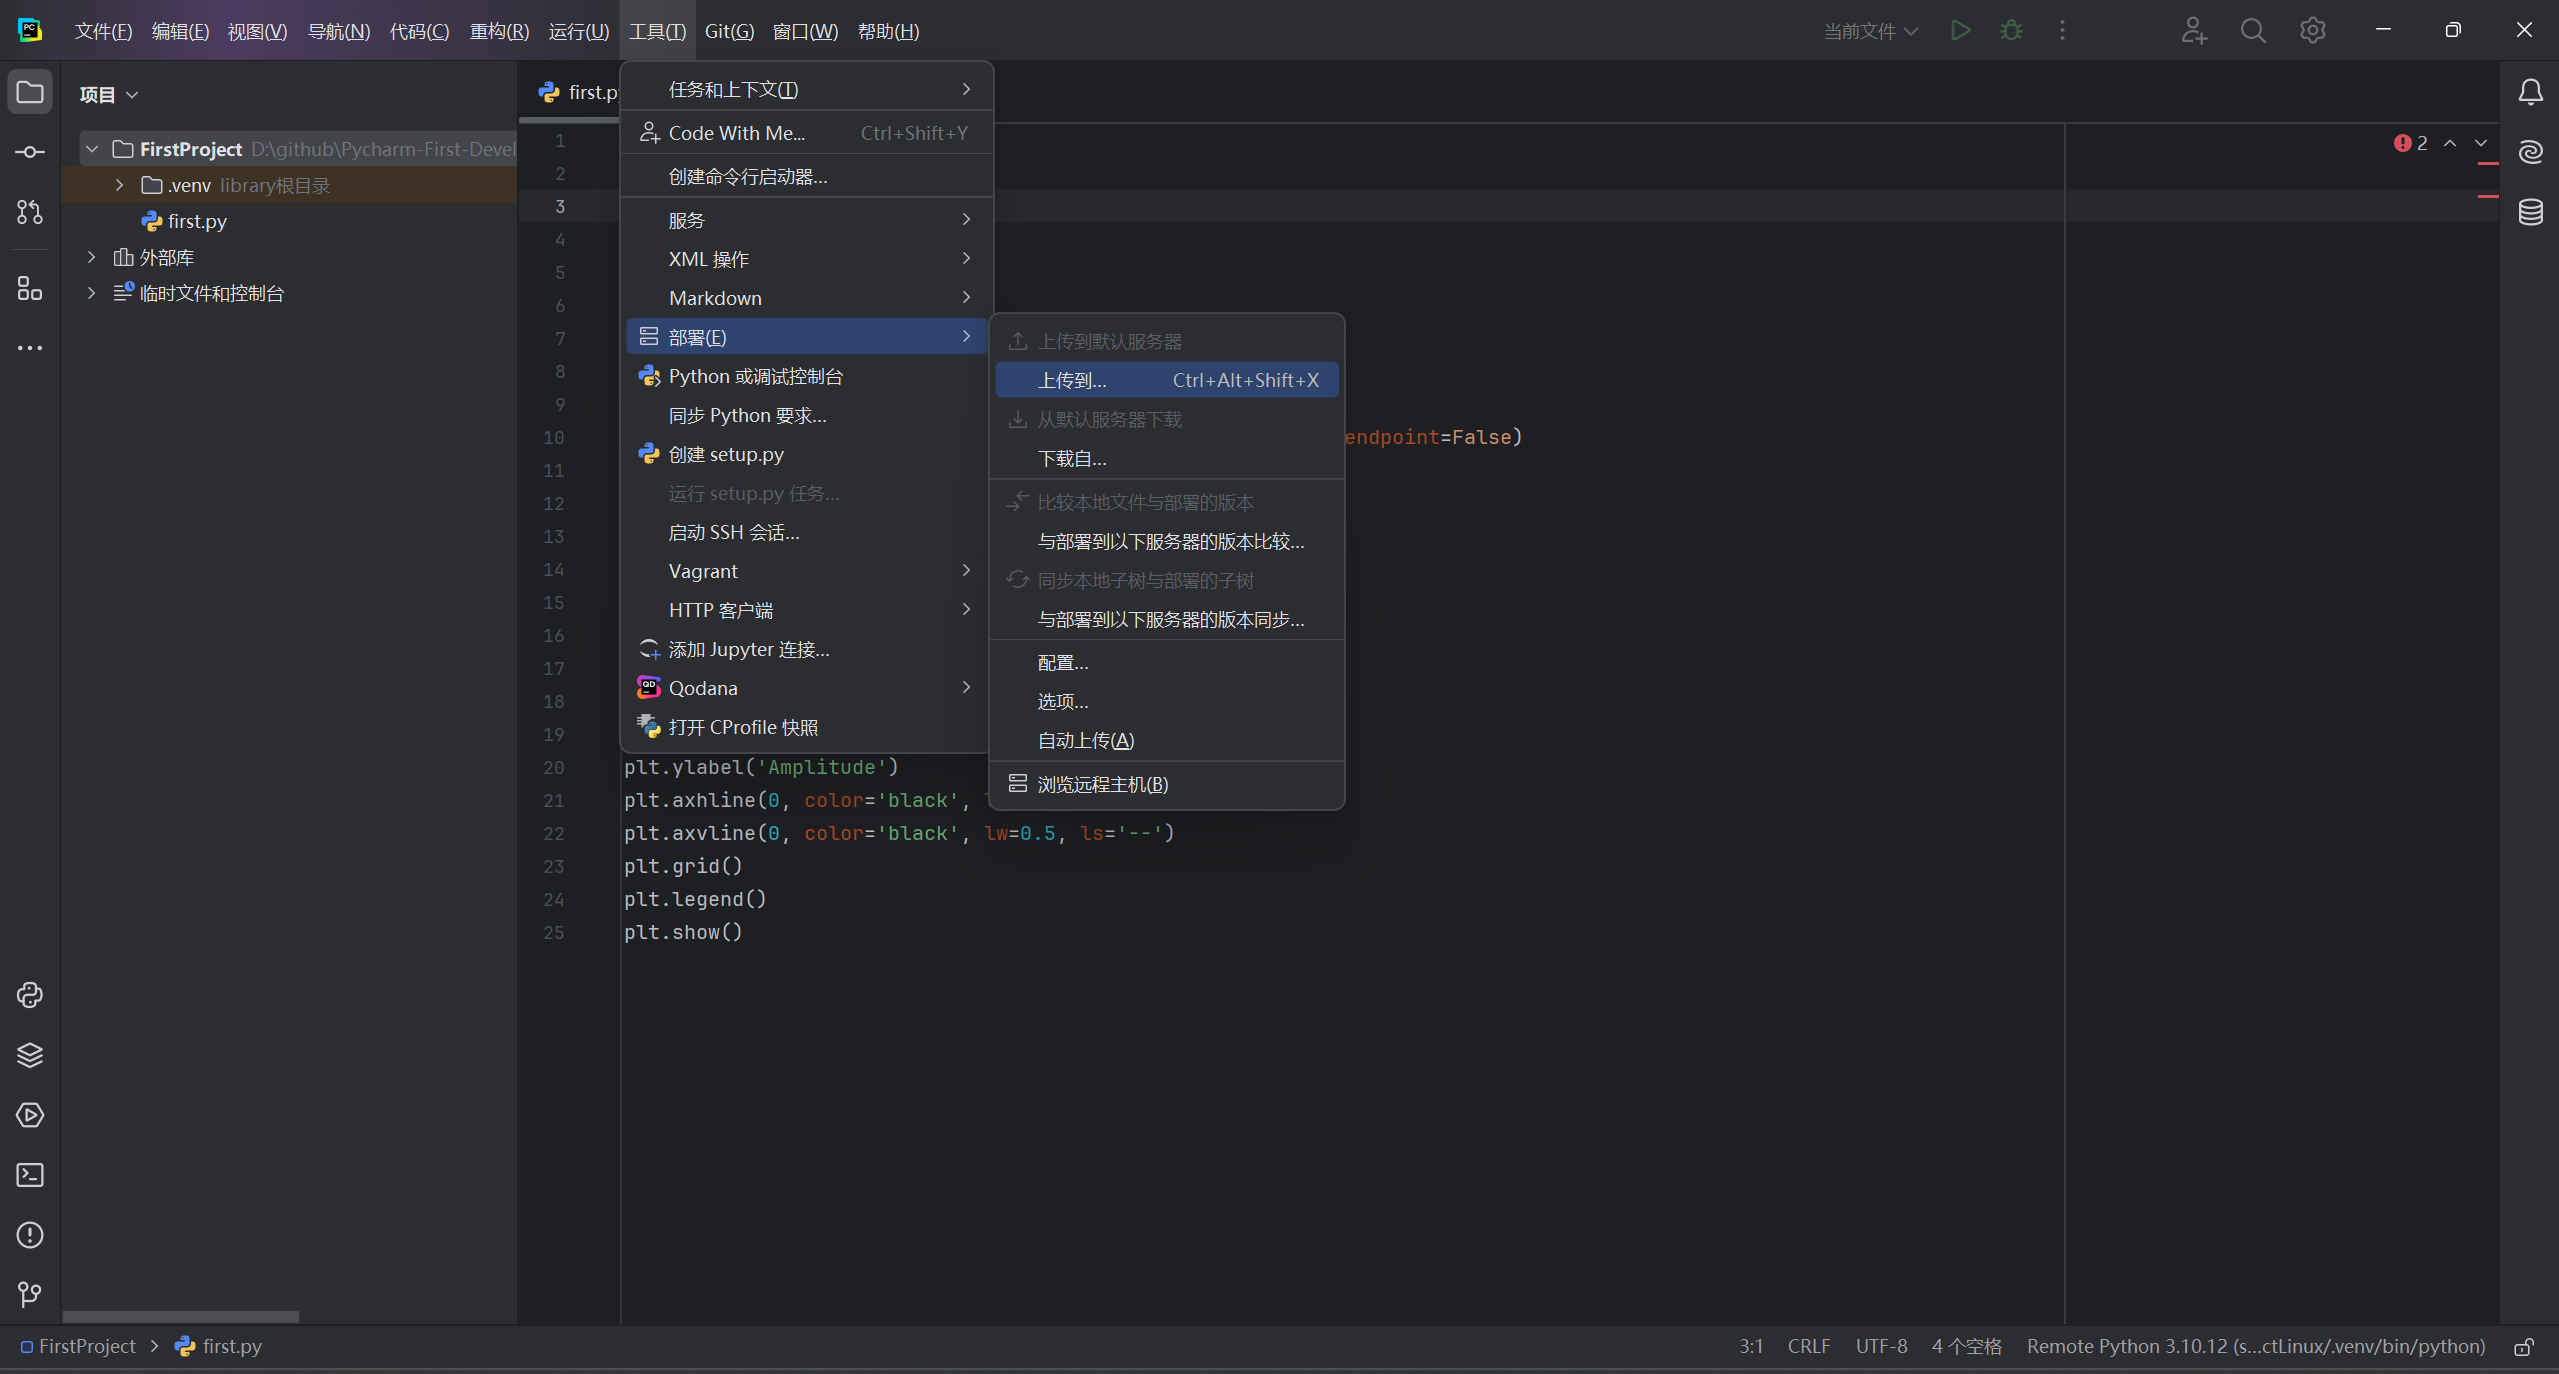 PC 文件(F) 编辑(E) 视图(V) 导航(N) 代码(C) 重构(R) 运行(U) 工具(T) Git(G) 窗口(W) 帮助(H) 当前文件
项目
FirstProject D:\github\Pycharm-First-Devel
.venv library根目录
first.py
外部库
临时文件和控制台
first.py
2
任务和上下文(T)
Code With Me... Ctrl+Shift+Y
创建命令行启动器...
服务
XML 操作
Markdown
部署(E)
Python 或调试控制台
同步 Python 要求...
创建 setup.py
运行 setup.py 任务...
启动 SSH 会话...
Vagrant
HTTP 客户端
添加 Jupyter 连接...
QD Qodana
打开 CProfile 快照
上传到默认服务器
上传到... Ctrl+Alt+Shift+X
从默认服务器下载
下载自...
比较本地文件与部署的版本
与部署到以下服务器的版本比较...
同步本地子树与部署的子树
与部署到以下服务器的版本同步...
配置...
选项...
自动上传(A)
浏览远程主机(B)
1
2
3
4
5
6
7
8
9
10 endpoint=False)
11
12
13
14
15
16
17
18
19
20 plt.ylabel('Amplitude')
21 plt.axhline(0, color='black',
22 plt.axvline(0, color='black', lw=0.5, ls='--')
23 plt.grid()
24 plt.legend()
25 plt.show()
FirstProject > first.py 3:1 CRLF UTF-8 4 个空格 Remote Python 3.10.12 (s...ctLinux/.venv/bin/python)